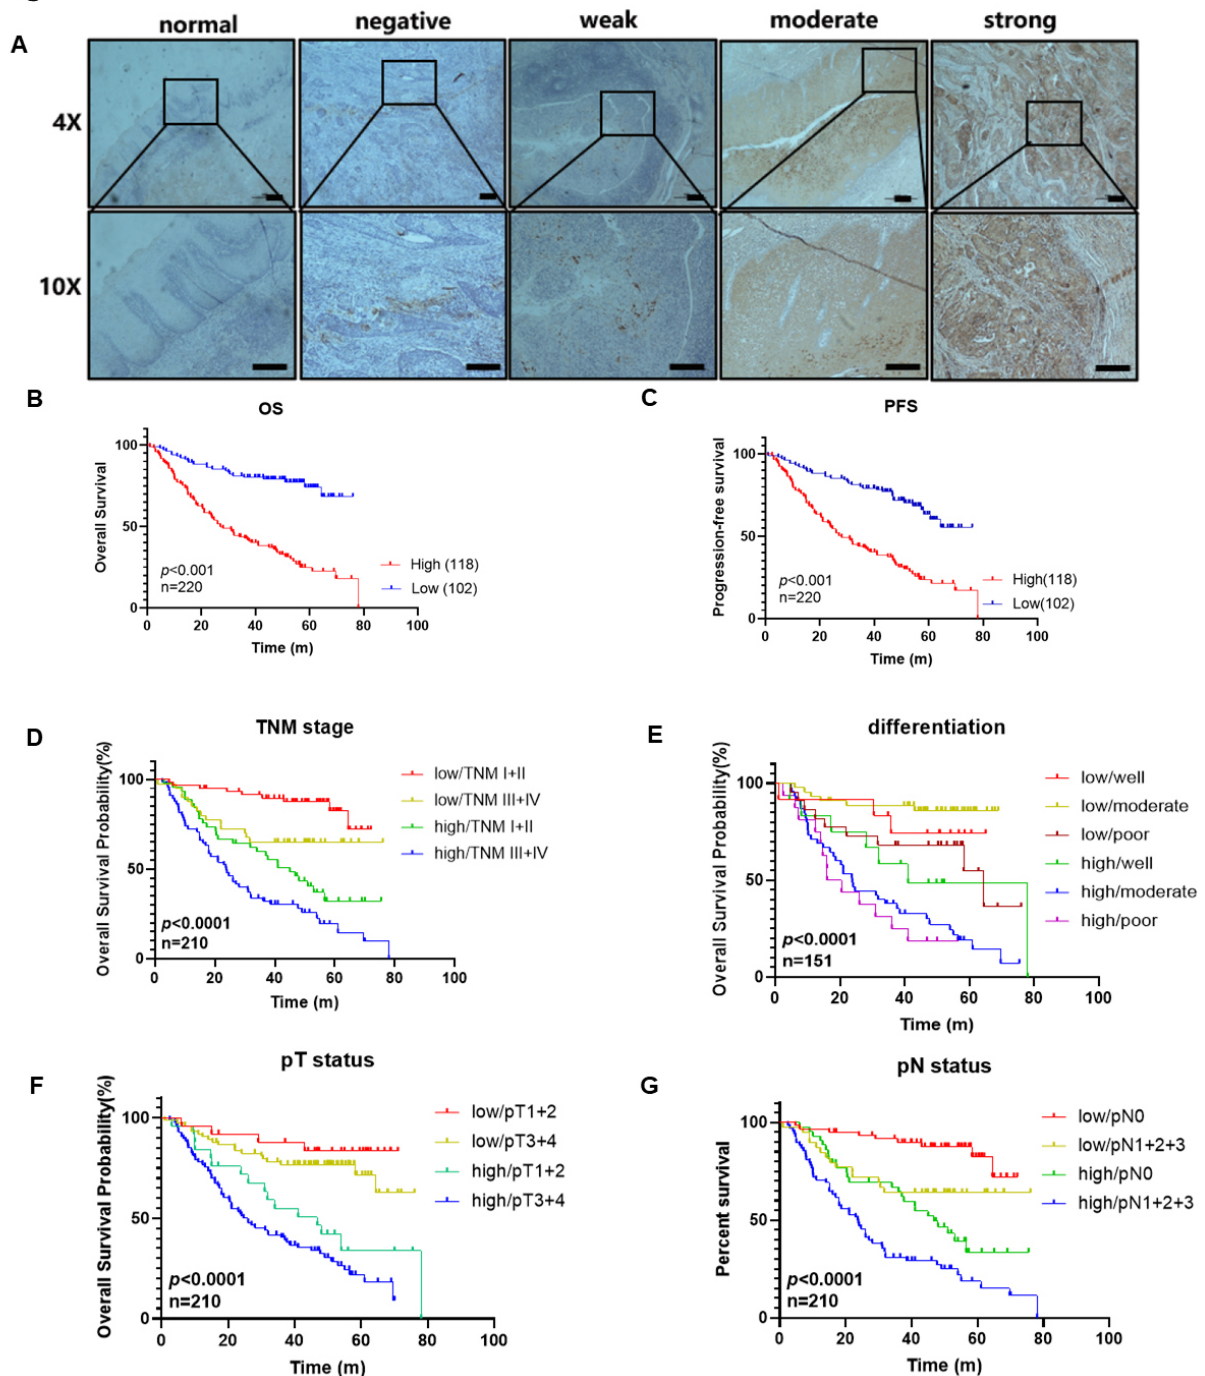 A
normal negative weak moderate strong
4X
10X
B
OS
Overall Survival
100
50
0
p<0.001
n=220
High (118)
Low (102)
0 20 40 60 80 100
Time (m)
C
PFS
Progression-free survival
100
50
0
p<0.001
n=220
High(118)
Low(102)
0 20 40 60 80 100
Time (m)
D
TNM stage
Overall Survival Probability(%)
100
50
0
p<0.0001
n=210
low/TNM I+II
low/TNM III+IV
high/TNM I+II
high/TNM III+IV
0 20 40 60 80 100
Time (m)
E
differentiation
Overall Survival Probability(%)
100
50
0
p<0.0001
n=151
low/well
low/moderate
low/poor
high/well
high/moderate
high/poor
0 20 40 60 80 100
Time (m)
F
pT status
Overall Survival Probability(%)
100
50
0
p<0.0001
n=210
low/pT1+2
low/pT3+4
high/pT1+2
high/pT3+4
0 20 40 60 80 100
Time (m)
G
pN status
Percent survival
100
50
0
p<0.0001
n=210
low/pN0
low/pN1+2+3
high/pN0
high/pN1+2+3
0 20 40 60 80 100
Time (m)